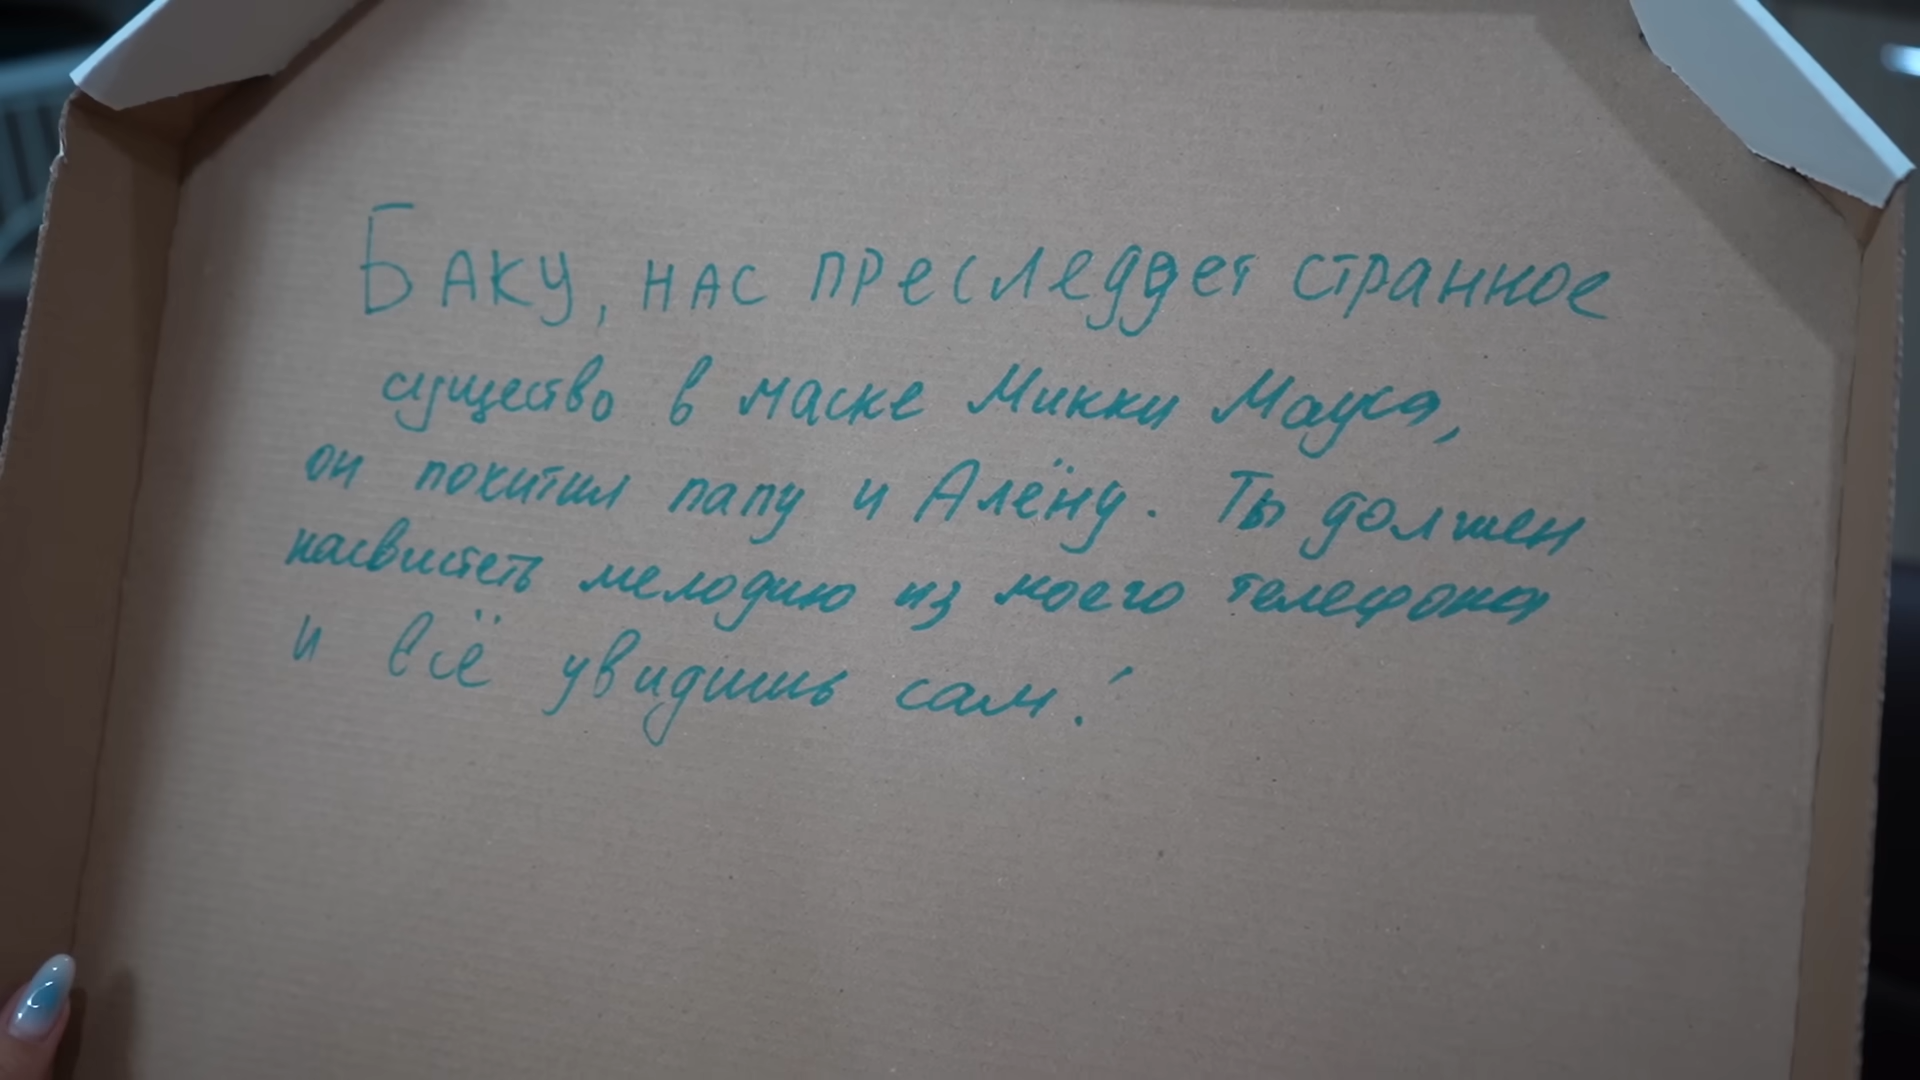 Баку, нас преследует странное
существо в маске Микки Мауса,
он похитил папу и Алёну. Ты должен
насвистеть мелодию из моего телефона
и всё увидишь сам!